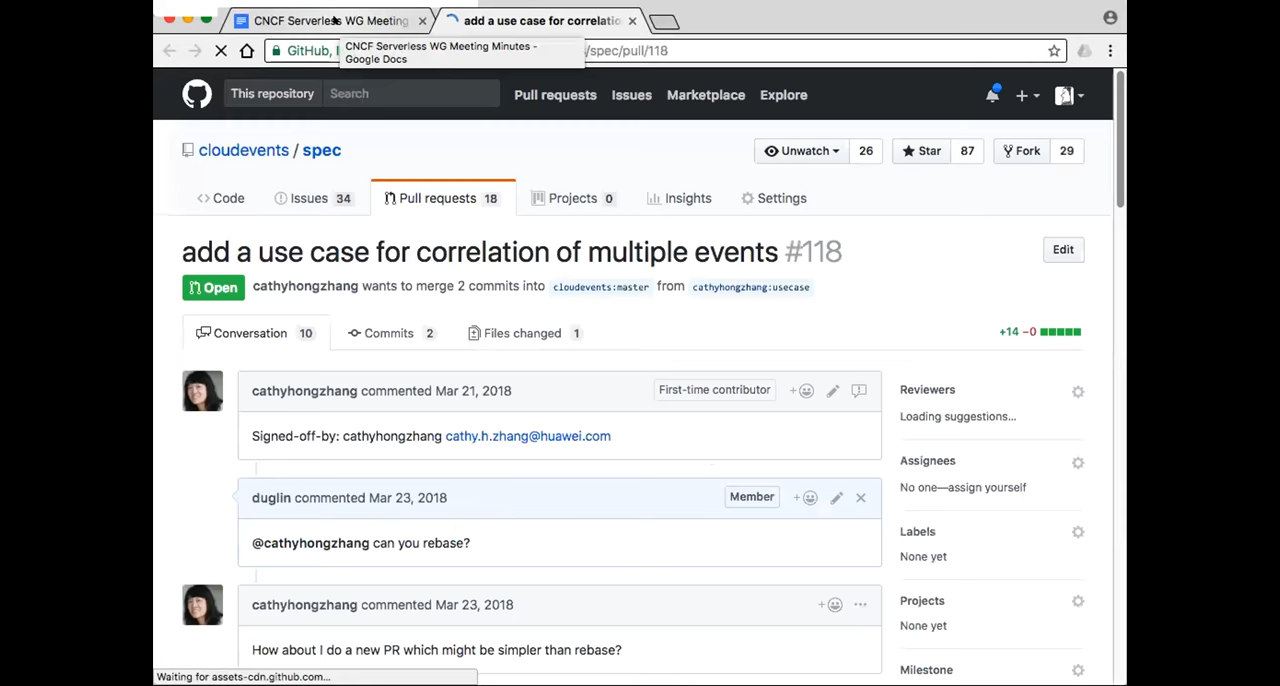 CNCF Serverless WG Meeting
add a use case for correlatio
GitHub, I
s/spec/pull/118
CNCF Serverless WG Meeting Minutes -
Google Docs
This repository
Search
Pull requests
Issues
Marketplace
Explore
cloudevents / spec
Unwatch 26
Star 87
Fork 29
Code
Issues 34
Pull requests 18
Projects 0
Insights
Settings
add a use case for correlation of multiple events #118
Edit
Open
cathyhongzhang wants to merge 2 commits into cloudevents:master from cathyhongzhang:usecase
Conversation 10
Commits 2
Files changed 1
+14 −0
cathyhongzhang commented Mar 21, 2018
First-time contributor
Signed-off-by: cathyhongzhang cathy.h.zhang@huawei.com
duglin commented Mar 23, 2018
Member
@cathyhongzhang can you rebase?
cathyhongzhang commented Mar 23, 2018
How about I do a new PR which might be simpler than rebase?
Reviewers
Loading suggestions...
Assignees
No one—assign yourself
Labels
None yet
Projects
None yet
Milestone
Waiting for assets-cdn.github.com...